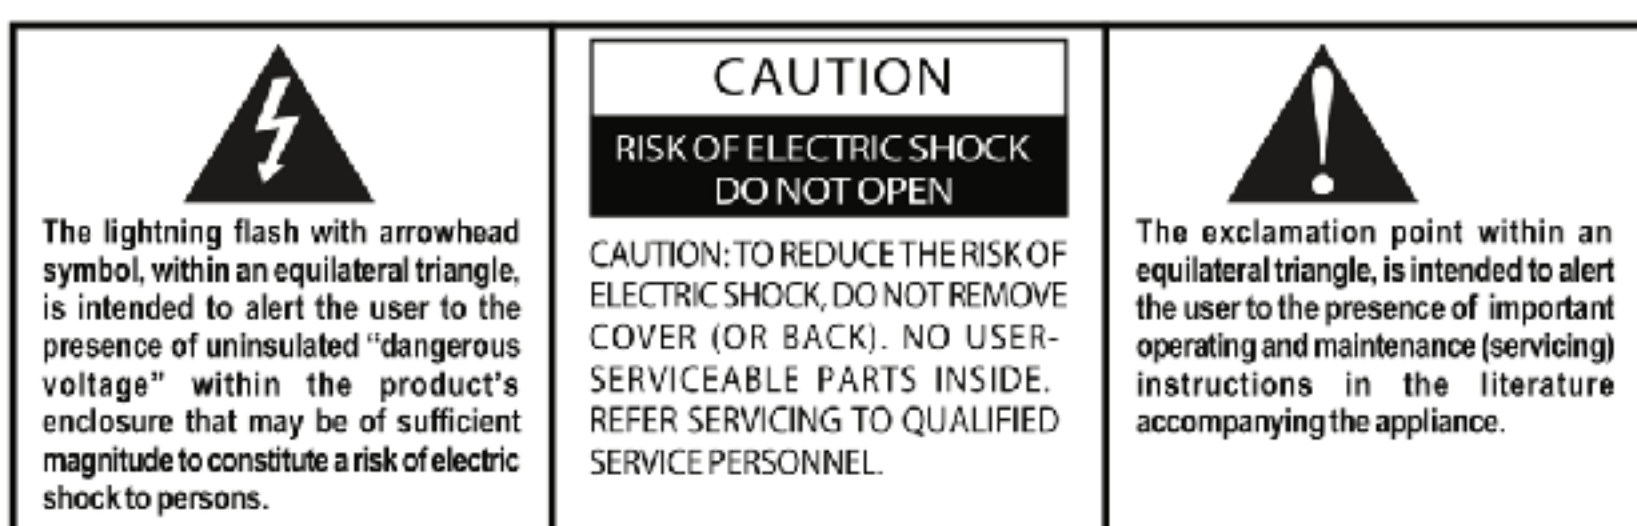 The lightning flash with arrowhead
symbol, within an equilateral triangle,
is intended to alert the user to the
presence of uninsulated “dangerous
voltage” within the product’s
enclosure that may be of sufficient
magnitude to constitute a risk of electric
shock to persons.
CAUTION
RISK OF ELECTRIC SHOCK
DO NOT OPEN
CAUTION: TO REDUCE THE RISK OF
ELECTRIC SHOCK, DO NOT REMOVE
COVER (OR BACK). NO USER-
SERVICEABLE PARTS INSIDE.
REFER SERVICING TO QUALIFIED
SERVICE PERSONNEL.
The exclamation point within an
equilateral triangle, is intended to alert
the user to the presence of important
operating and maintenance (servicing)
instructions in the literature
accompanying the appliance.